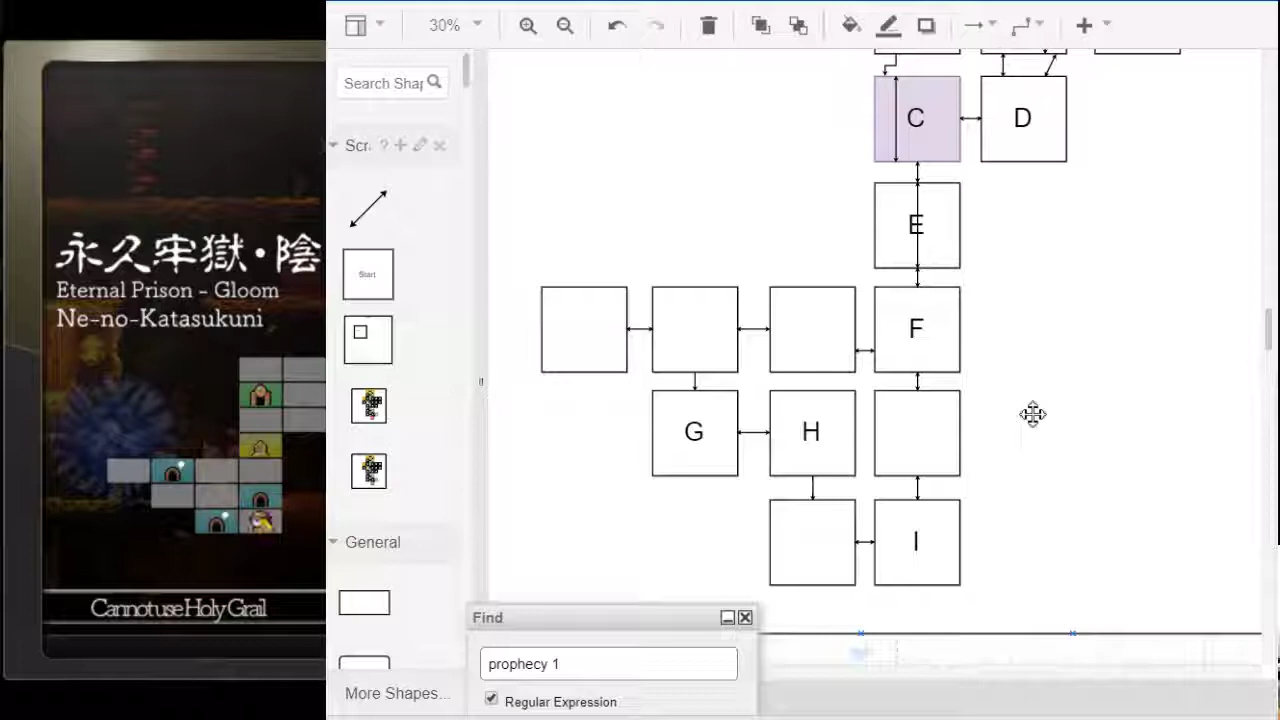 永久牢獄・陰
Eternal Prison - Gloom
Ne-no-Katasukuni
Cannot use Holy Grail
30%
Search Shap
Scr.
?
Start
General
More Shapes...
C
D
E
F
G
H
I
Find
prophecy 1
Regular Expression